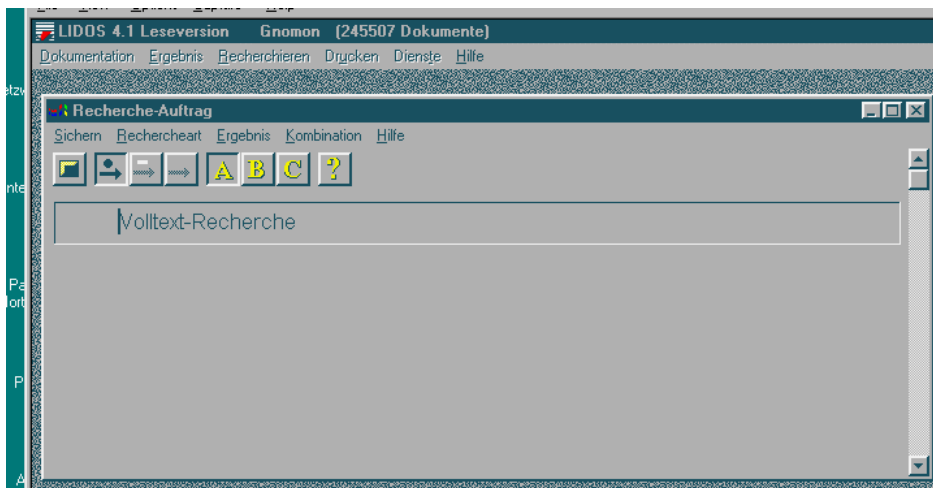 LIDOS 4.1 Leseversion Gnomon (245507 Dokumente)
Dokumentation Ergebnis Recherchieren Drucken Dienste Hilfe
Recherche-Auftrag
Sichern Rechercheart Ergebnis Kombination Hilfe
A B C ?
Volltext-Recherche